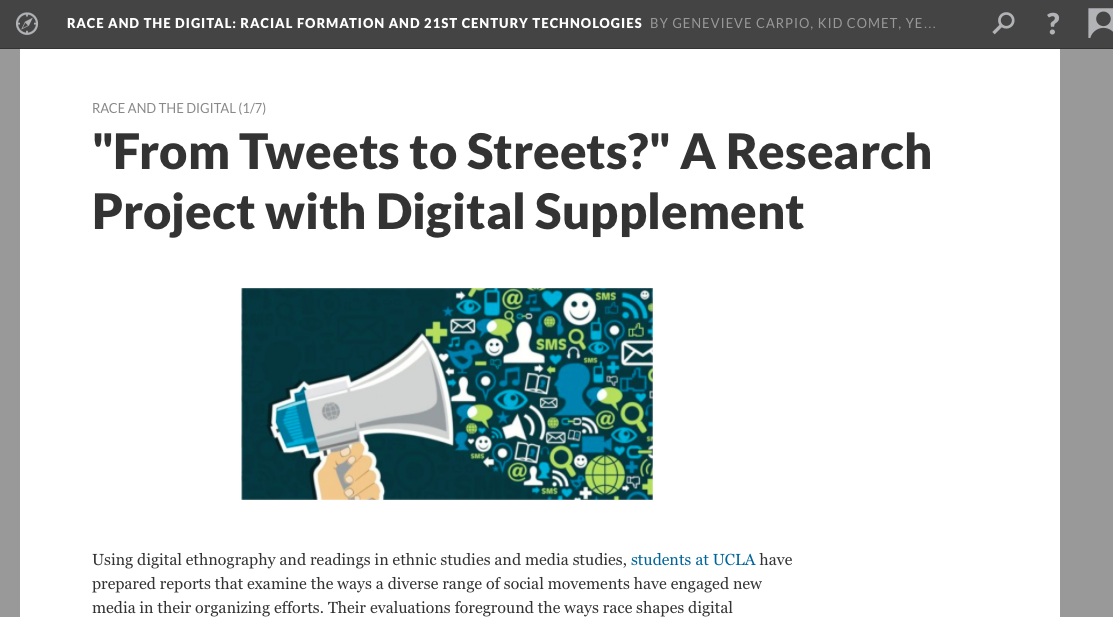 RACE AND THE DIGITAL: RACIAL FORMATION AND 21ST CENTURY TECHNOLOGIES BY GENEVIEVE CARPIO, KID COMET, YE...
?
RACE AND THE DIGITAL (1/7)
"From Tweets to Streets?" A Research
Project with Digital Supplement
@
SMS
SMS
SMS
@
SMS
@
SMS
Using digital ethnography and readings in ethnic studies and media studies, students at UCLA have
prepared reports that examine the ways a diverse range of social movements have engaged new
media in their organizing efforts. Their evaluations foreground the ways race shapes digital